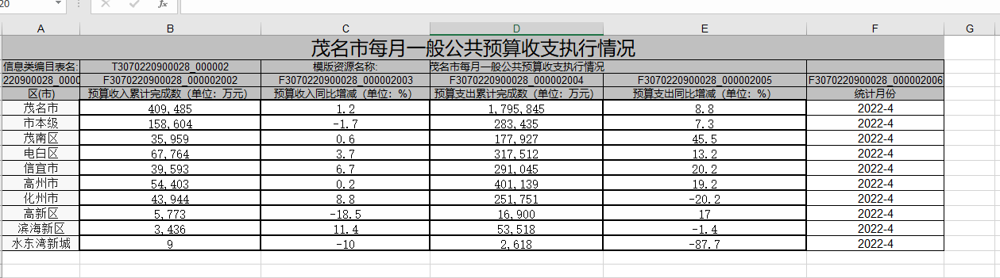 20 fx
A B C D E F G
茂名市每月一般公共预算收支执行情况
信息类编目表名: T3070220900028_000002 模版资源名称: 茂名市每月一般公共预算收支执行情况
220900028_0000 F3070220900028_000002002 F3070220900028_000002003 F3070220900028_000002004 F3070220900028_000002005 F3070220900028_000002006
区(市) 预算收入累计完成数（单位：万元） 预算收入同比增减（单位：%） 预算支出累计完成数（单位：万元） 预算支出同比增减（单位：%） 统计月份
茂名市 409,485 1.2 1,795,845 8.8 2022-4
市本级 158,604 -1.7 283,435 7.3 2022-4
茂南区 35,959 0.6 177,927 45.5 2022-4
电白区 67,764 3.7 317,512 13.2 2022-4
信宜市 39,593 6.7 291,045 20.2 2022-4
高州市 54,403 0.2 401,139 19.2 2022-4
化州市 43,944 8.8 251,751 -20.2 2022-4
高新区 5,773 -18.5 16,900 17 2022-4
滨海新区 3,436 11.4 53,518 -1.4 2022-4
水东湾新城 9 -10 2,618 -87.7 2022-4